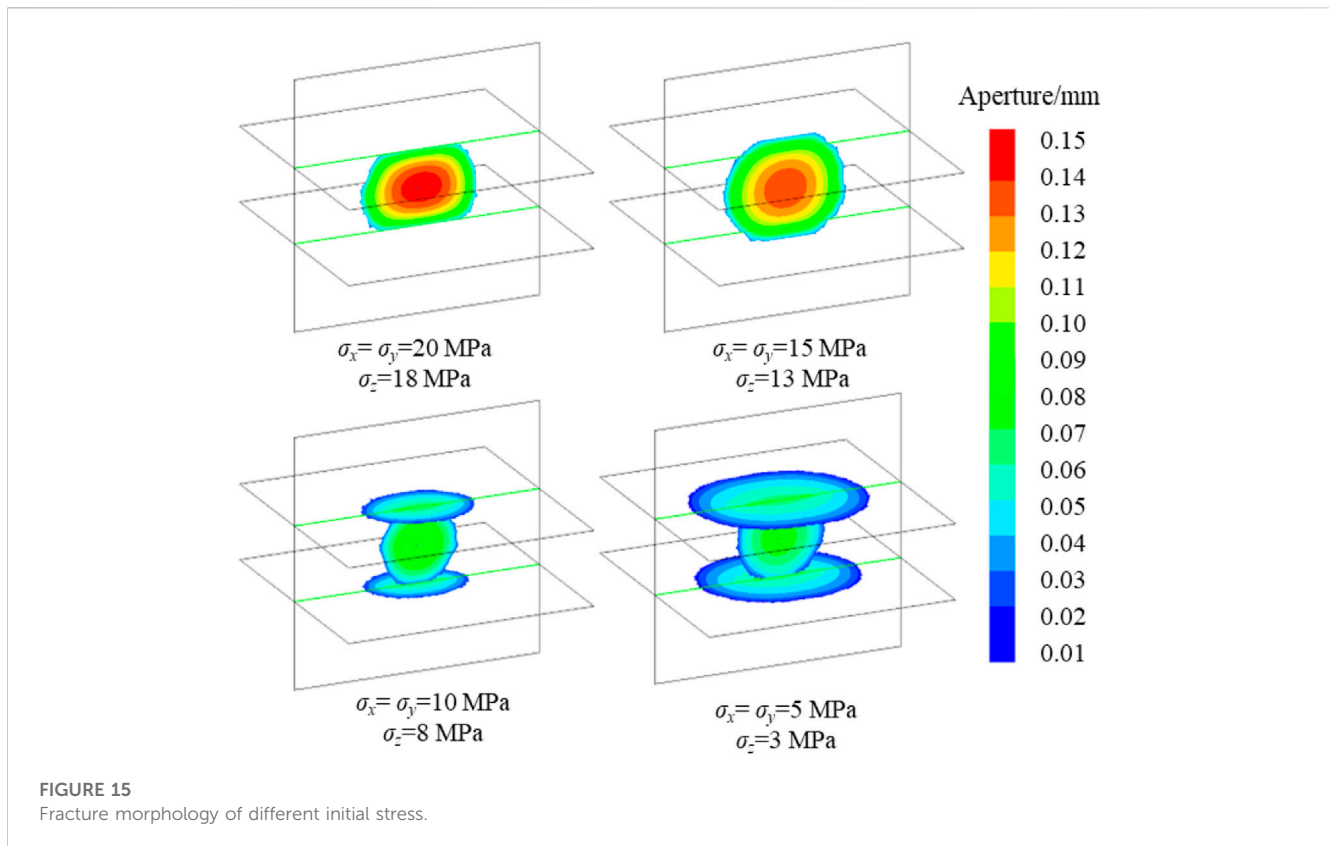 Aperture/mm
0.15
0.14
0.13
0.12
0.11
0.10
0.09
0.08
0.07
0.06
0.05
0.04
0.03
0.02
0.01
σx= σy=20 MPa
σz=18 MPa
σx= σy=15 MPa
σz=13 MPa
σx= σy=10 MPa
σz=8 MPa
σx= σy=5 MPa
σz=3 MPa
FIGURE 15
Fracture morphology of different initial stress.